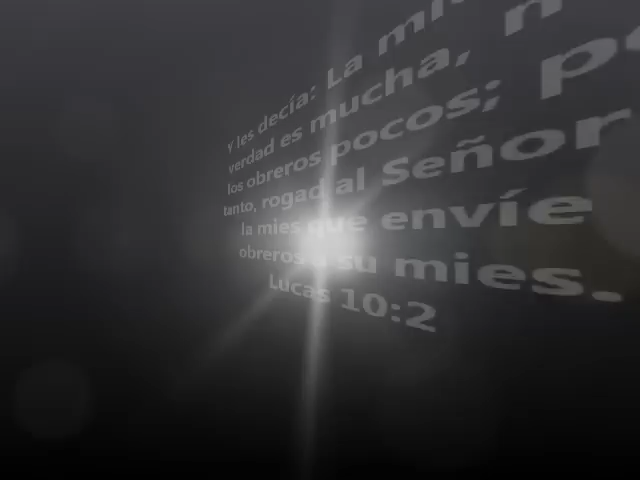 y les decía: La
verdad es mucha,
los obreros pocos;
tanto, rogad al Señor
la mies que envíe
obreros a su mies.
Lucas 10:2